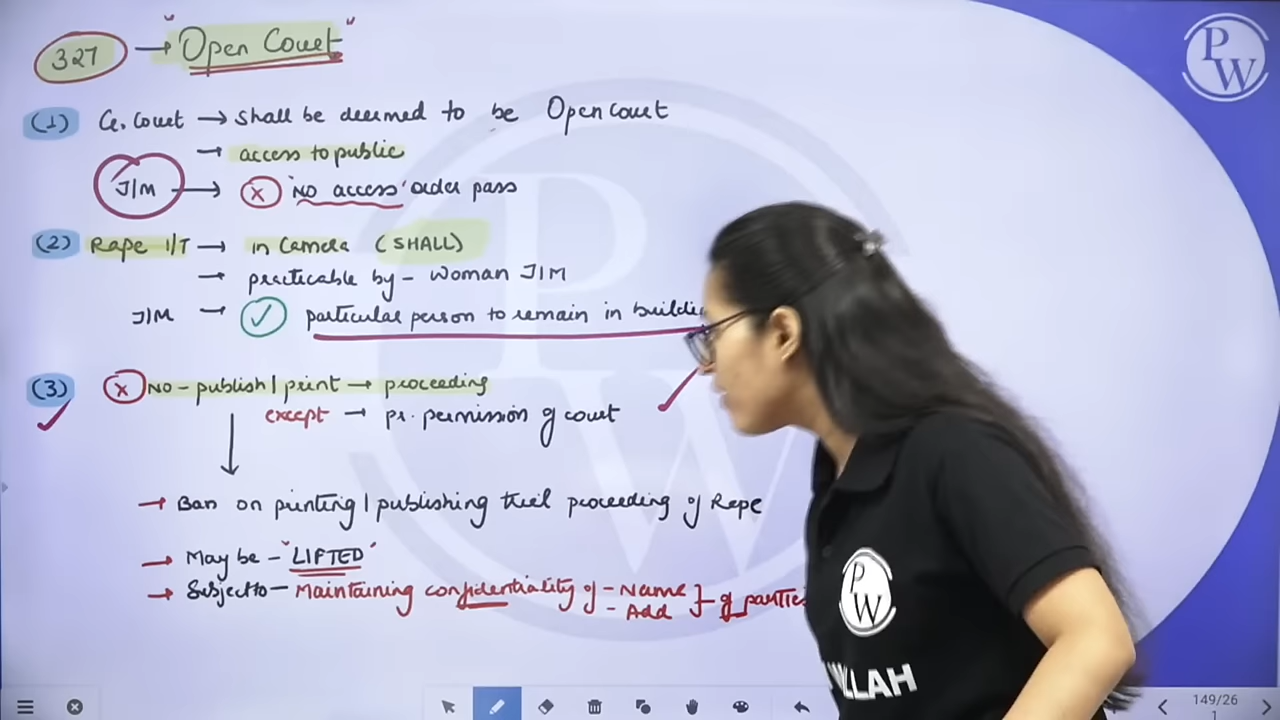 327 → "Open Court"
PW
(1) Cr. Court → shall be deemed to be Open court
→ access to public
J/M → x 'No access' order pass
(2) Rape I/T → in camera (SHALL)
→ practicable by - woman J/M
J/M → ✓ particular person to remain in buildi
(3) x No - publish/print → proceeding
except → pr. permission of court
→ Ban on printing/publishing trial proceeding of Rape
→ May be - "LIFTED"
→ Subject to - Maintaining confidentiality of - Name } - of parties
- Add
PW
LLAH
149/26
1